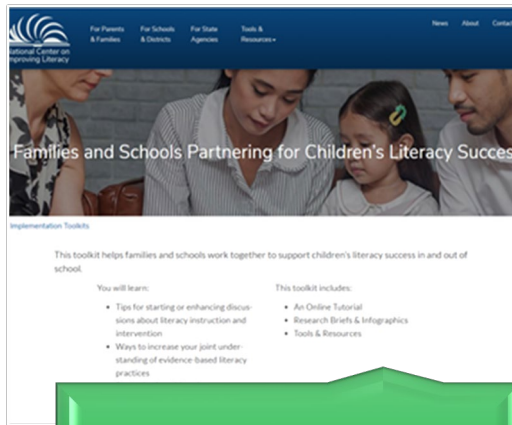 For Parents
& Families
For Schools
& Districts
For State
Agencies
Tools &
Resources
News About Contac
ational Center on
mproving Literacy
Families and Schools Partnering for Children's Literacy Succes
Implementation Toolkits
This toolkit helps families and schools work together to support children's literacy success in and out of
school.
You will learn:
• Tips for starting or enhancing discus-
sions about literacy instruction and
intervention
• Ways to increase your joint under-
standing of evidence-based literacy
practices
This toolkit includes:
• An Online Tutorial
• Research Briefs & Infographics
• Tools & Resources